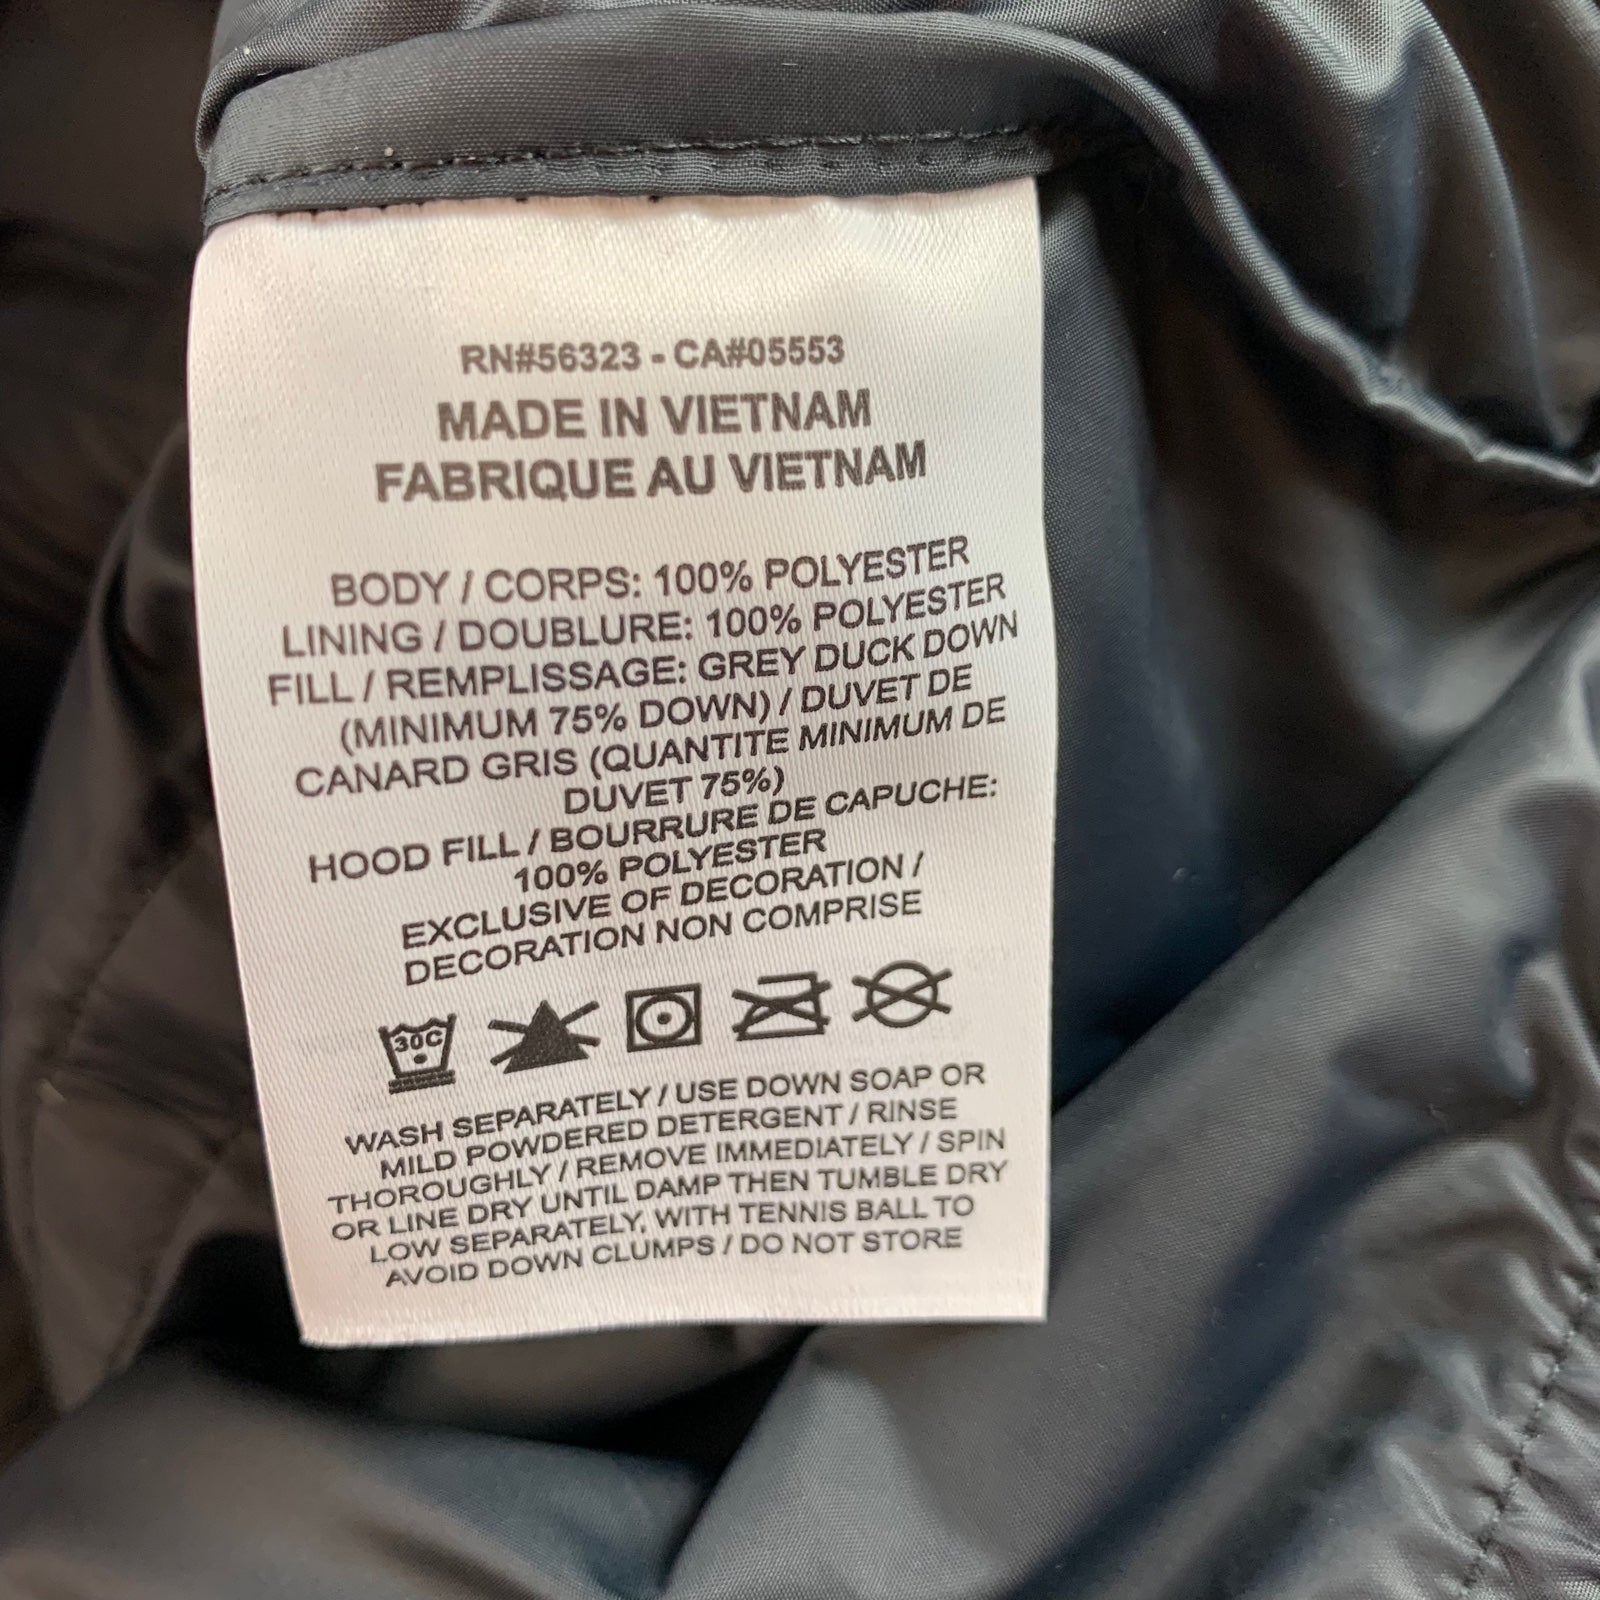 RN#56323 - CA#05553
MADE IN VIETNAM
FABRIQUE AU VIETNAM
BODY / CORPS: 100% POLYESTER
LINING / DOUBLURE: 100% POLYESTER
FILL / REMPLISSAGE: GREY DUCK DOWN
(MINIMUM 75% DOWN) / DUVET DE
CANARD GRIS (QUANTITE MINIMUM DE
DUVET 75%)
HOOD FILL / BOURRURE DE CAPUCHE:
100% POLYESTER
EXCLUSIVE OF DECORATION /
DECORATION NON COMPRISE
30C
WASH SEPARATELY / USE DOWN SOAP OR
MILD POWDERED DETERGENT / RINSE
THOROUGHLY / REMOVE IMMEDIATELY / SPIN
OR LINE DRY UNTIL DAMP THEN TUMBLE DRY
LOW SEPARATELY, WITH TENNIS BALL TO
AVOID DOWN CLUMPS / DO NOT STORE